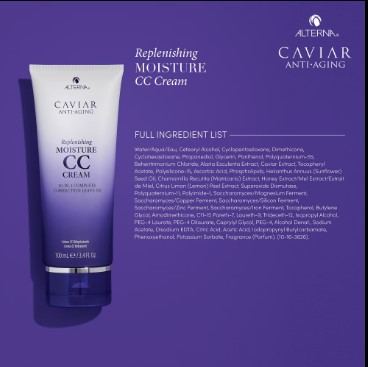 ALTERNA
CAVIAR
ANTI-AGING
Replenishing
MOISTURE
CC Cream
ALTERNA
CAVIAR
ANTI-AGING
Replenishing
MOISTURE
CC
CREAM
100mL e /3.4 fl oz
FULL INGREDIENT LIST
Water/Aqua/Eau, Cetearyl Alcohol, Cyclopentasiloxane, Dimethicone,
Cyclohexasiloxane, Propanediol, Glycerin, Panthenol, Polyquaternium-55,
Behentrimonium Chloride, Alaria Esculenta Extract, Caviar Extract, Tocopheryl
Acetate, Polysilicone-15, Ascorbic Acid, Phospholipids, Helianthus Annuus (Sunflower)
Seed Oil, Chamomilla Recutita (Matricaria) Extract, Honey Extract/Mel Extract/Extrait
de Miel, Citrus Limon (Lemon) Peel Extract, Superoxide Dismutase,
Polyquaternium-11, Polyimide-1, Saccharomyces/Magnesium Ferment,
Saccharomyces/Copper Ferment, Saccharomyces/Silicon Ferment,
Saccharomyces/Zinc Ferment, Saccharomyces/Iron Ferment, Tocopherol, Butylene
Glycol, Amodimethicone, C11-15 Pareth-7, Laureth-9, Trideceth-12, Isopropyl Alcohol,
PEG-4 Laurate, PEG-4 Dilaurate, Caprylyl Glycol, PEG-4, Alcohol Denat., Sodium
Acetate, Disodium EDTA, Citric Acid, Acetic Acid, Iodopropynyl Butylcarbamate,
Phenoxyethanol, Potassium Sorbate, Fragrance (Parfum).